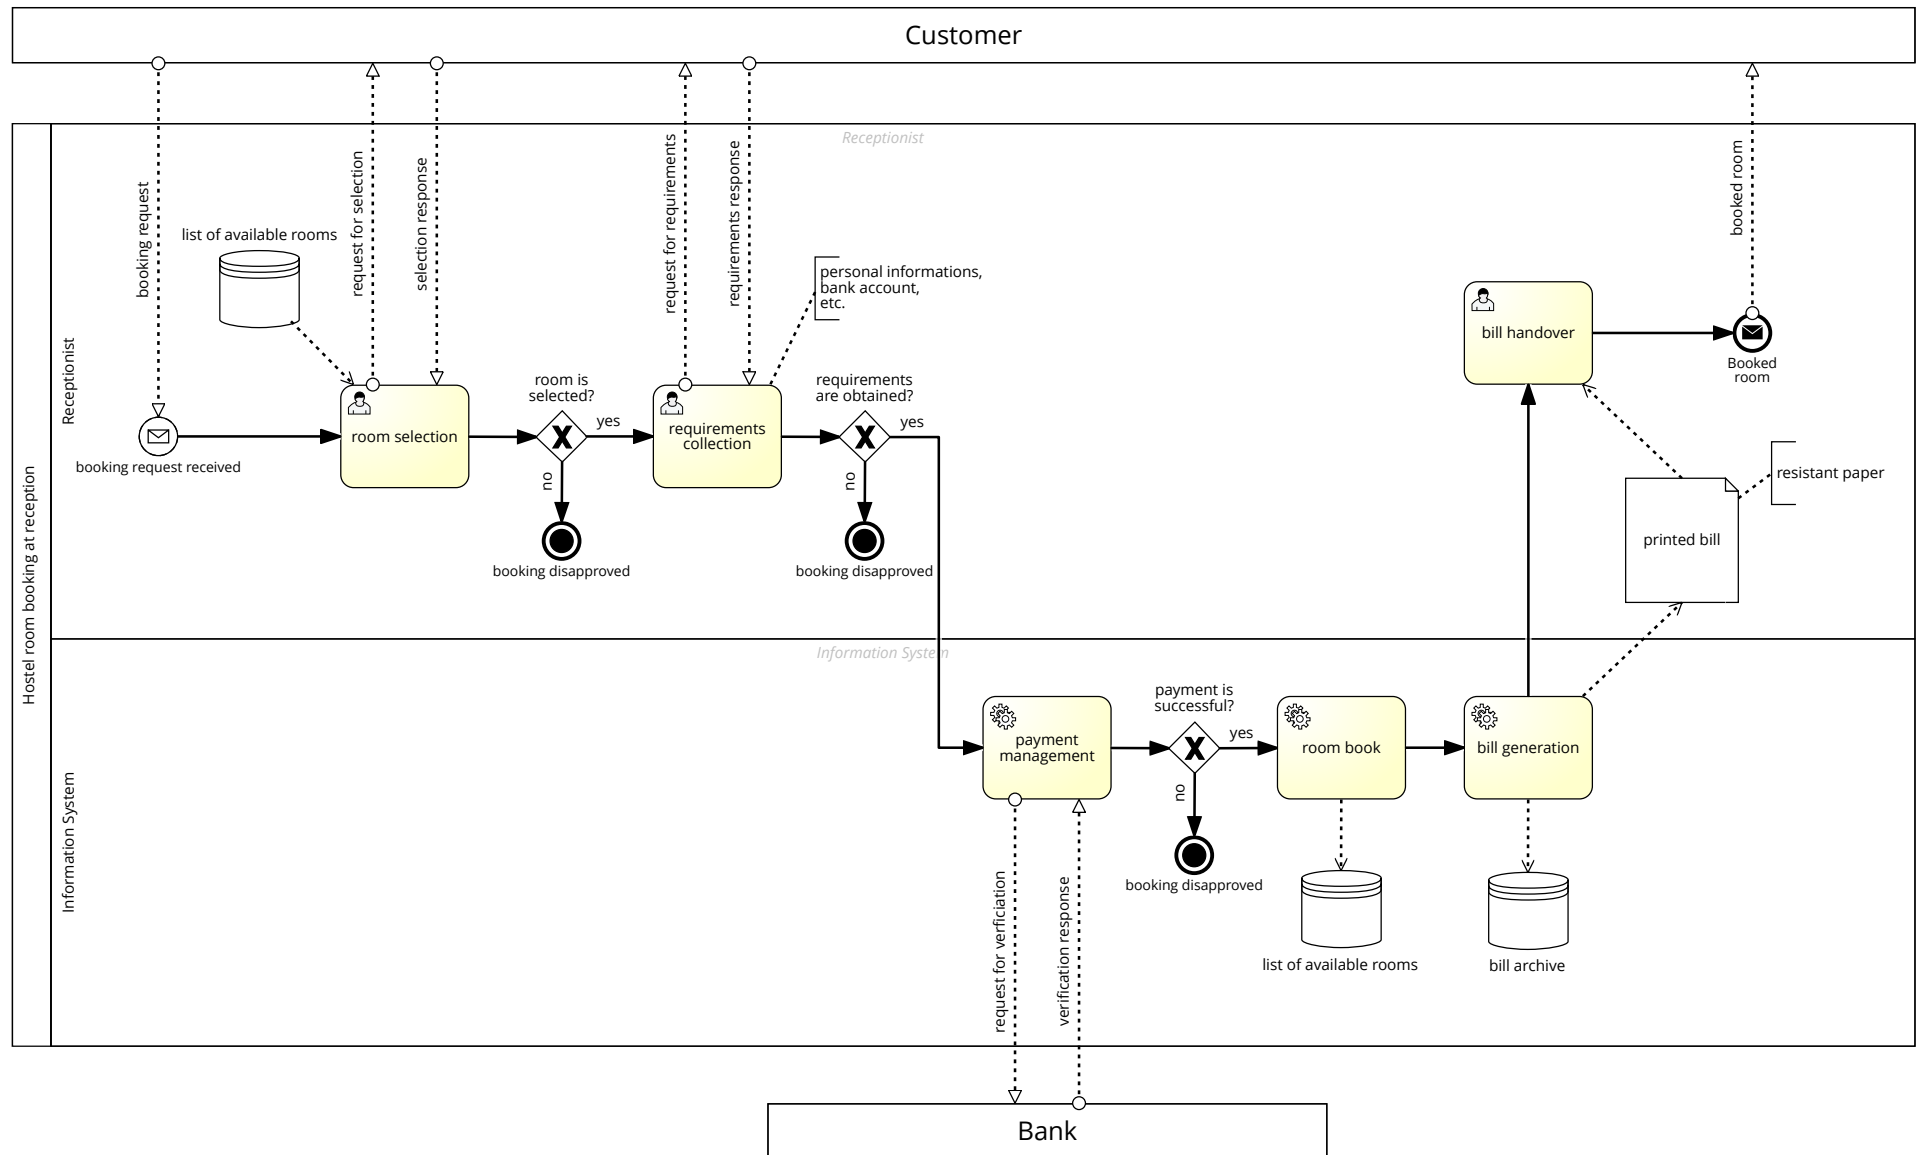 Customer
Receptionist
booking request
request for selection
selection response
request for requirements
requirements response
booked room
list of available rooms
personal informations,
bank account,
etc.
Receptionist
Hostel room booking at reception
booking request received
room selection
room is
selected?
yes
no
booking disapproved
requirements
collection
requirements
are obtained?
yes
no
booking disapproved
bill handover
Booked
room
resistant paper
printed bill
Information System
Information System
payment
management
payment is
successful?
yes
no
booking disapproved
room book
bill generation
list of available rooms
bill archive
request for verficiation
verification response
Bank